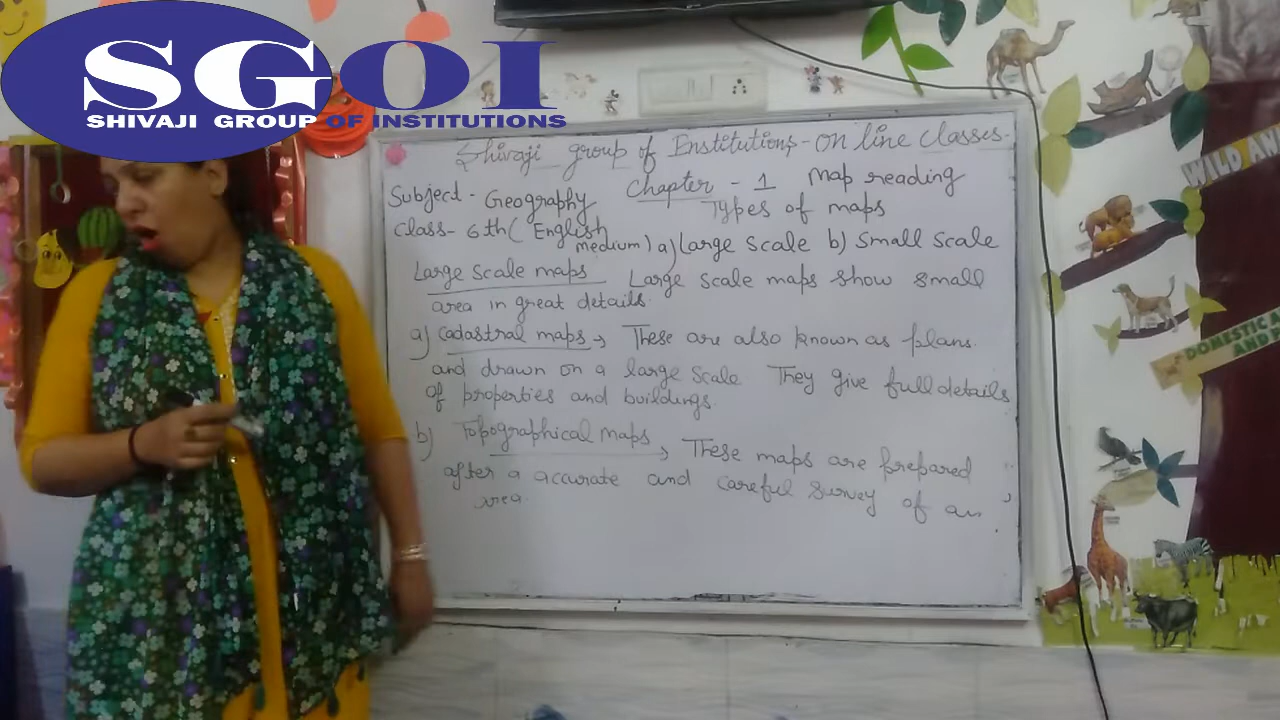 SGOI
SHIVAJI GROUP OF INSTITUTIONS
Shivaji group of Institutions - On line Classes.
Subject - Geography Chapter - 1 Map reading
Types of maps
Class - 6th (English medium) a) Large Scale b) Small Scale
Large Scale maps Large Scale maps show small
area in great details.
a) Cadastral maps → These are also known as plans.
and drawn on a large Scale They give full details
of properties and buildings.
b) Topographical Maps → These maps are prepared
after a accurate and careful survey of an
area.
WILD AN
DOMESTIC A
AND